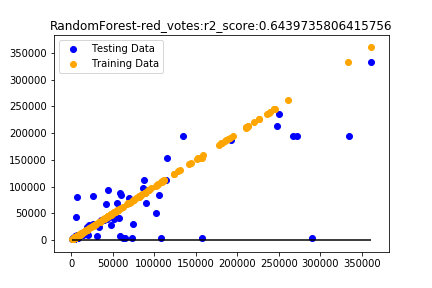 RandomForest-red_votes:r2_score:0.6439735806415756
Testing Data
Training Data
350000
300000
250000
200000
150000
100000
50000
0
0 50000 100000 150000 200000 250000 300000 350000